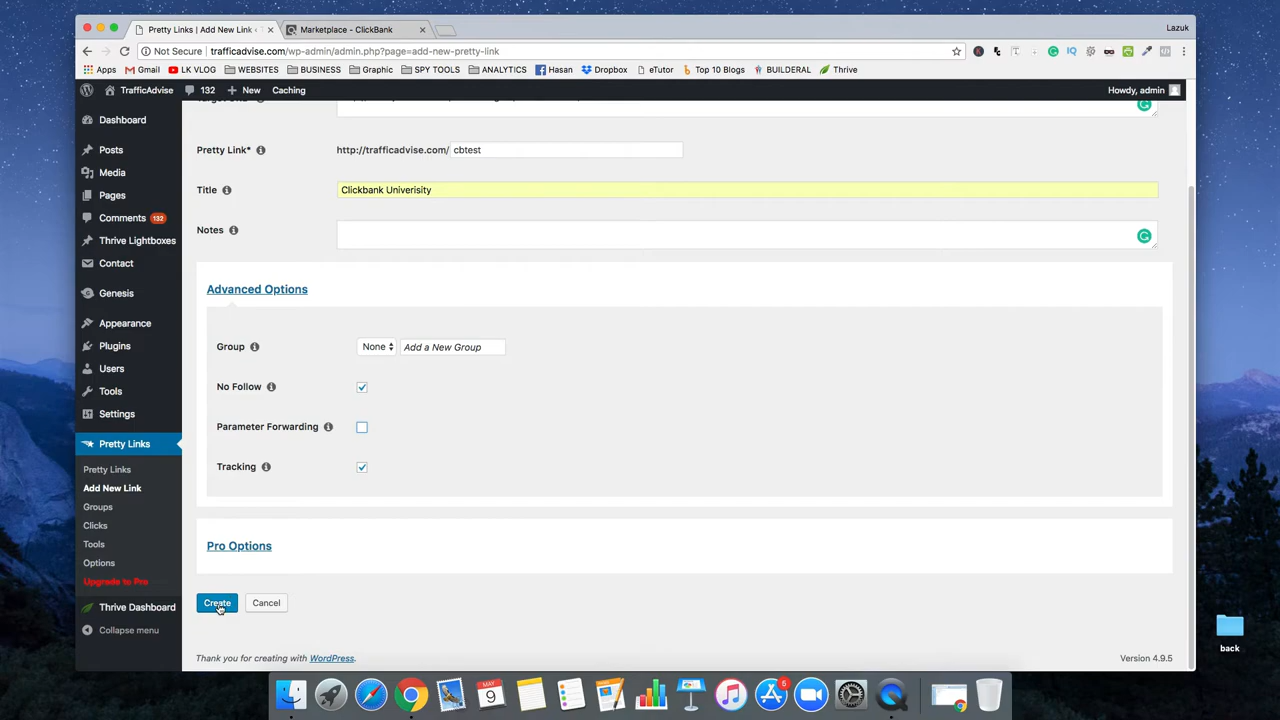 Pretty Links | Add New Link ‹
Marketplace - ClickBank
Lazuk
Not Secure
trafficadvise.com/wp-admin/admin.php?page=add-new-pretty-link
Apps
Gmail
LK VLOG
WEBSITES
BUSINESS
Graphic
SPY TOOLS
ANALYTICS
Hasan
Dropbox
eTutor
Top 10 Blogs
BUILDERAL
Thrive
TrafficAdvise
132
New
Caching
Howdy, admin
Dashboard
Posts
Media
Pages
Comments 132
Thrive Lightboxes
Contact
Genesis
Appearance
Plugins
Users
Tools
Settings
Pretty Links
Pretty Links
Add New Link
Groups
Clicks
Tools
Options
Upgrade to Pro
Thrive Dashboard
Collapse menu
Pretty Link*
http://trafficadvise.com/ cbtest
Title
Clickbank Univerisity
Notes
Advanced Options
Group
None
Add a New Group
No Follow
Parameter Forwarding
Tracking
Pro Options
Create
Cancel
Thank you for creating with WordPress.
Version 4.9.5
back
MAY
9
6